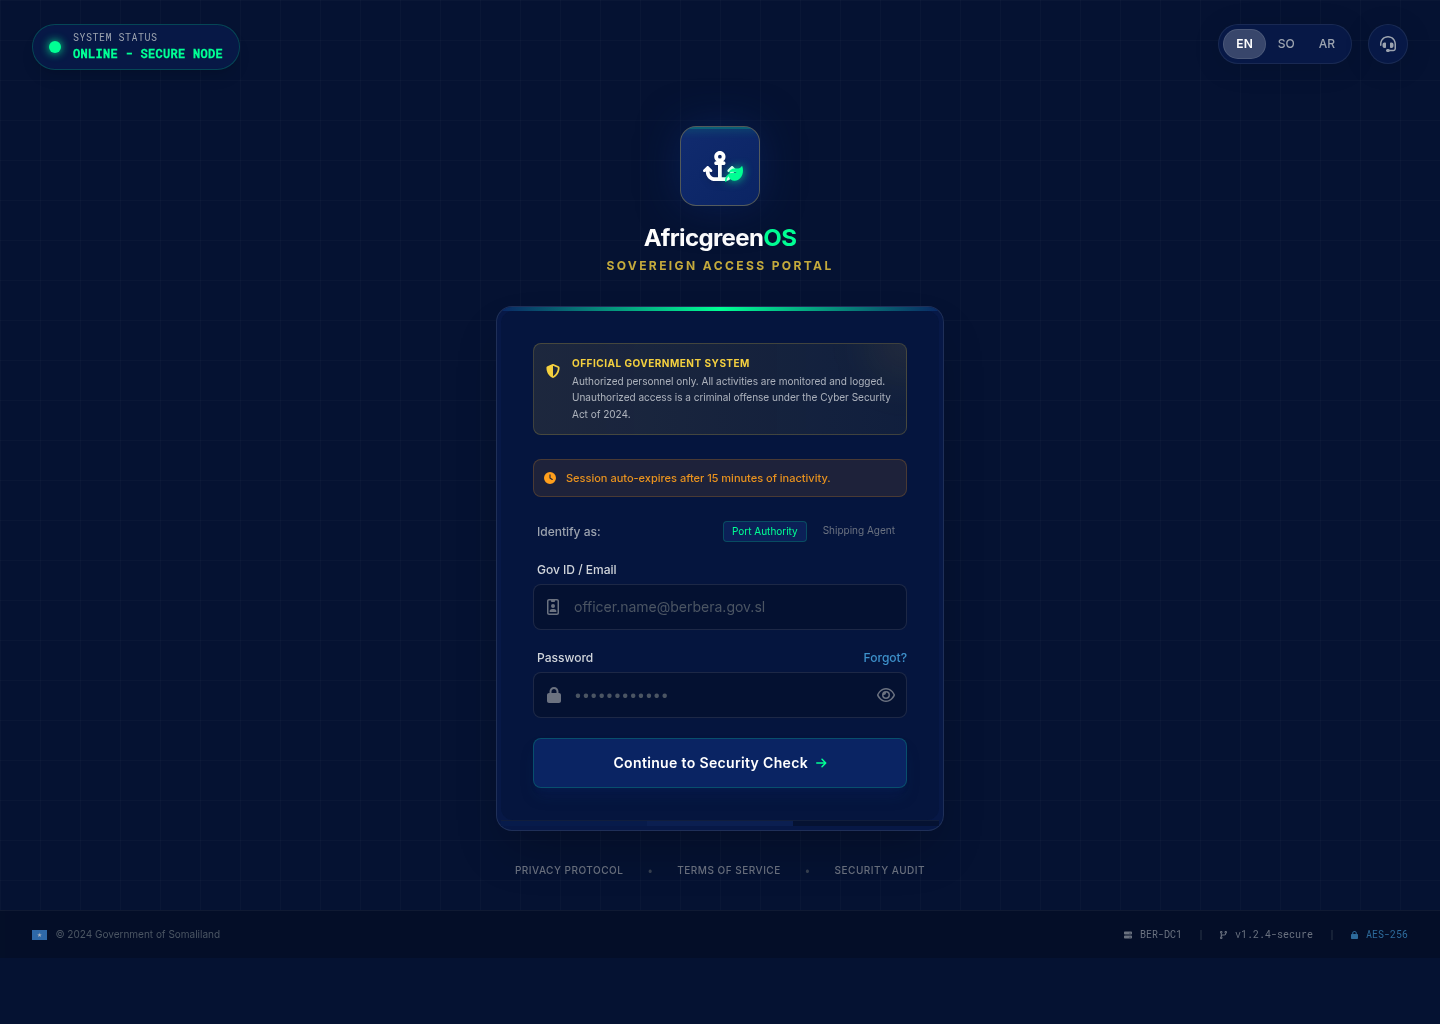 SYSTEM STATUS
ONLINE - SECURE NODE
EN SO AR
AfricgreenOS
SOVEREIGN ACCESS PORTAL
OFFICIAL GOVERNMENT SYSTEM
Authorized personnel only. All activities are monitored and logged.
Unauthorized access is a criminal offense under the Cyber Security
Act of 2024.
Session auto-expires after 15 minutes of inactivity.
Identify as: Port Authority Shipping Agent
Gov ID / Email
officer.name@berbera.gov.sl
Password Forgot?
••••••••••••
Continue to Security Check →
PRIVACY PROTOCOL • TERMS OF SERVICE • SECURITY AUDIT
© 2024 Government of Somaliland BER-DC1 | v1.2.4-secure | AES-256